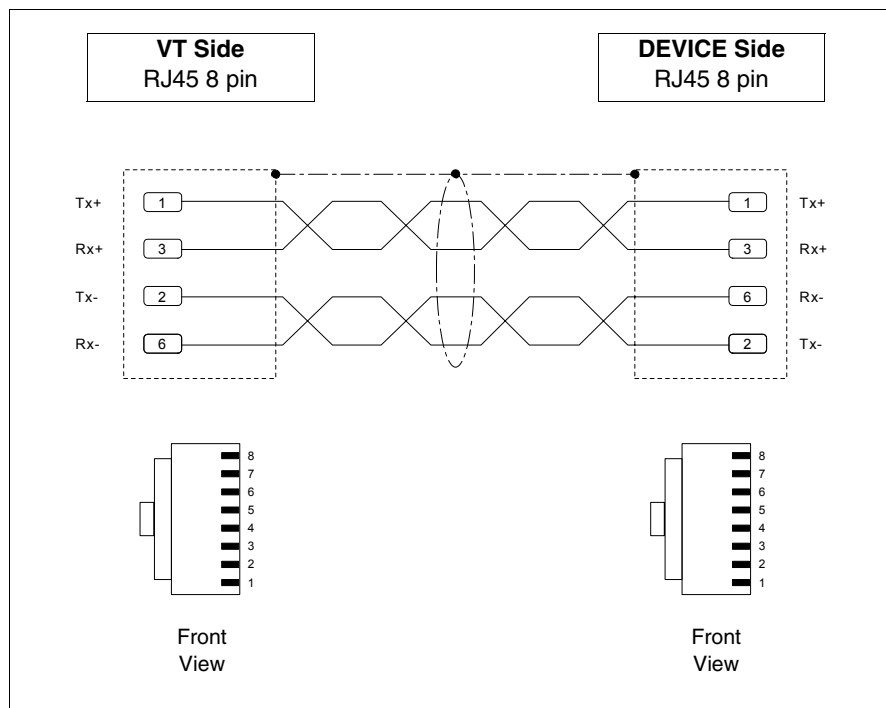 VT Side
RJ45 8 pin
DEVICE Side
RJ45 8 pin
Tx+ 1 1 Tx+
Rx+ 3 3 Rx+
Tx- 2 6 Rx-
Rx- 6 2 Tx-
8
7
6
5
4
3
2
1
Front
View
8
7
6
5
4
3
2
1
Front
View